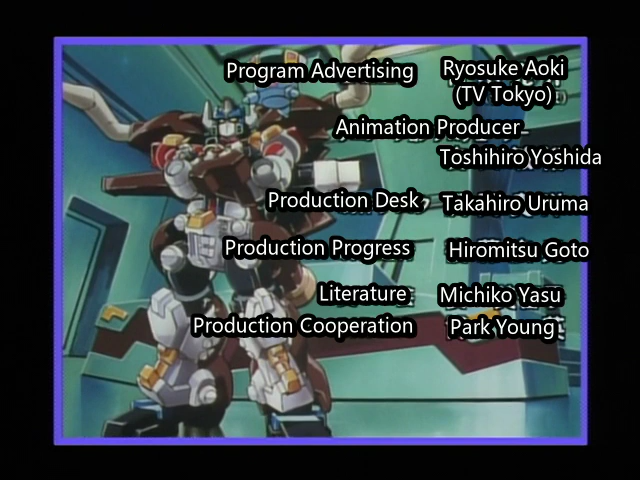 Program Advertising Ryosuke Aoki
(TV Tokyo)
Animation Producer
Toshihiro Yoshida
Production Desk Takahiro Uruma
Production Progress Hiromitsu Goto
Literature Michiko Yasu
Production Cooperation Park Young